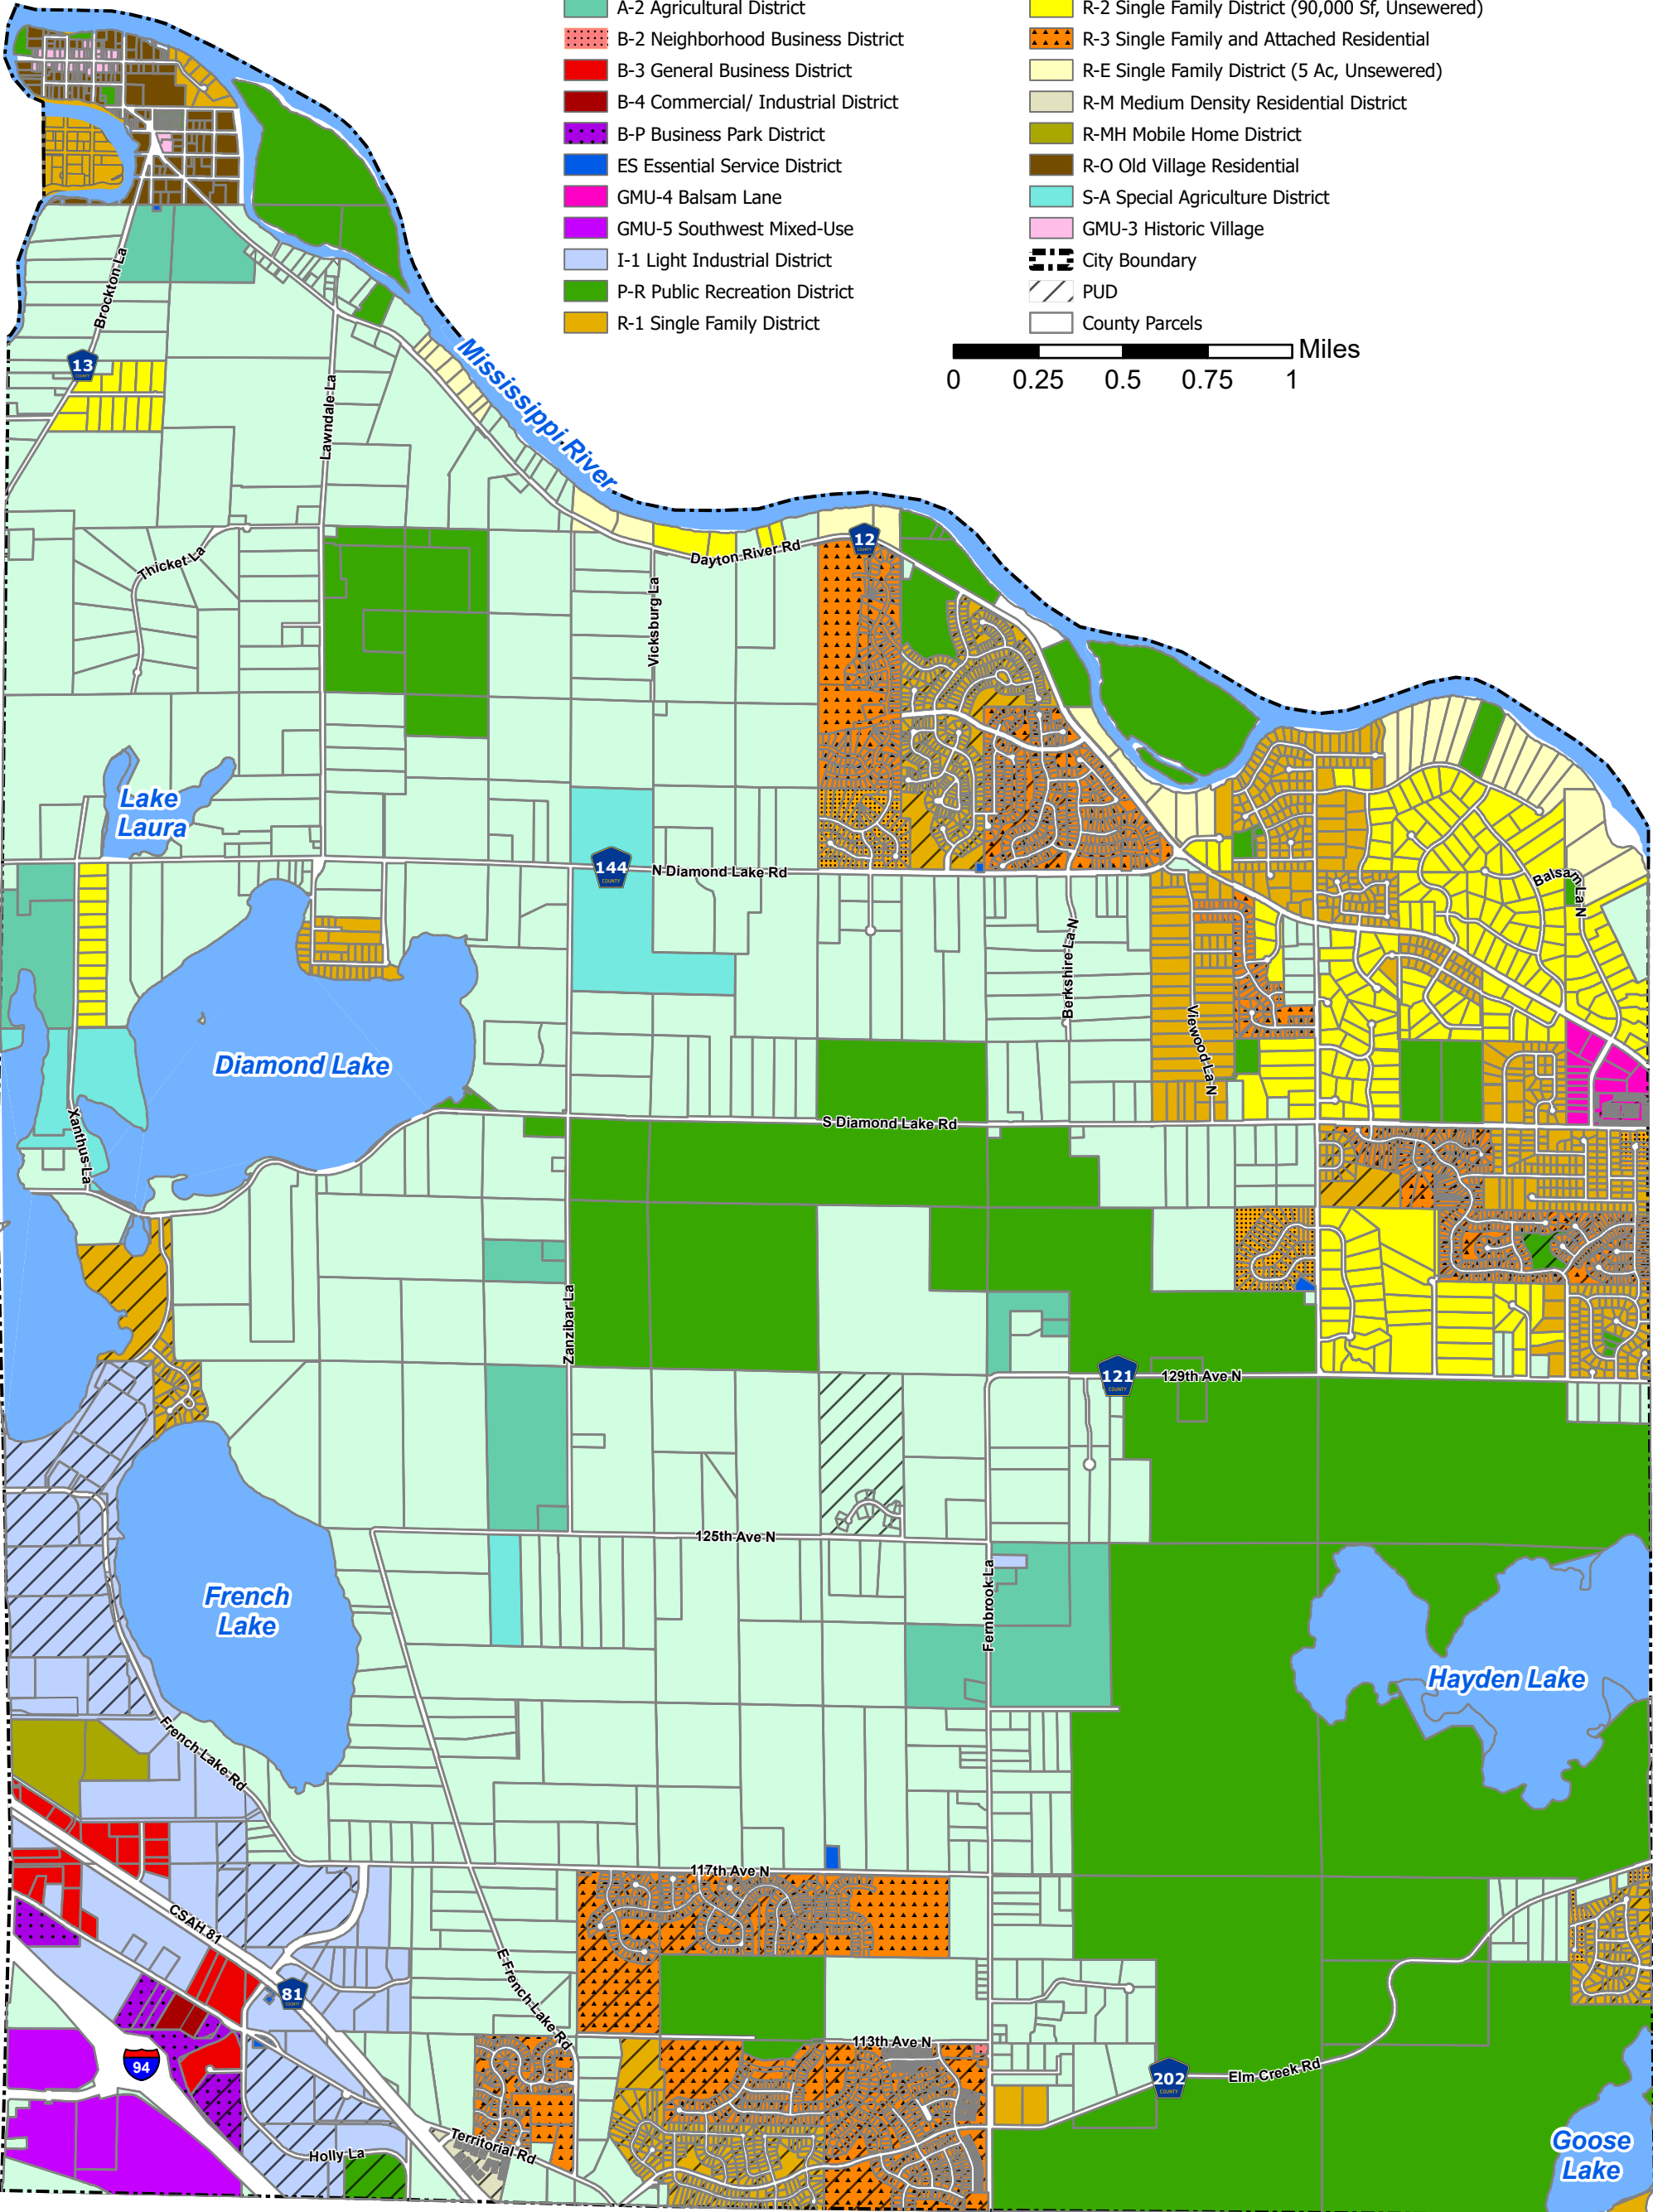 A-2 Agricultural District
B-2 Neighborhood Business District
B-3 General Business District
B-4 Commercial/ Industrial District
B-P Business Park District
ES Essential Service District
GMU-4 Balsam Lane
GMU-5 Southwest Mixed-Use
I-1 Light Industrial District
P-R Public Recreation District
R-1 Single Family District
R-2 Single Family District (90,000 Sf, Unsewered)
R-3 Single Family and Attached Residential
R-E Single Family District (5 Ac, Unsewered)
R-M Medium Density Residential District
R-MH Mobile Home District
R-O Old Village Residential
S-A Special Agriculture District
GMU-3 Historic Village
City Boundary
PUD
County Parcels
Miles
0 0.25 0.5 0.75 1
Brockton La
13
COUNTY
Lawndale La
Mississippi River
Thicket La
Vicksburg La
Dayton River Rd
12
COUNTY
Lake
Laura
144
COUNTY
N Diamond Lake Rd
Balsam La N
Berkshire La N
Viewood La N
Diamond Lake
Xanthus La
S Diamond Lake Rd
Zanzibar La
121
COUNTY
129th Ave N
125th Ave N
French
Lake
Fernbrook La
Hayden Lake
French Lake Rd
117th Ave N
CSAH 81
81
COUNTY
E French Lake Rd
94
113th Ave N
202
COUNTY
Elm Creek Rd
Territorial Rd
Holly La
Goose
Lake